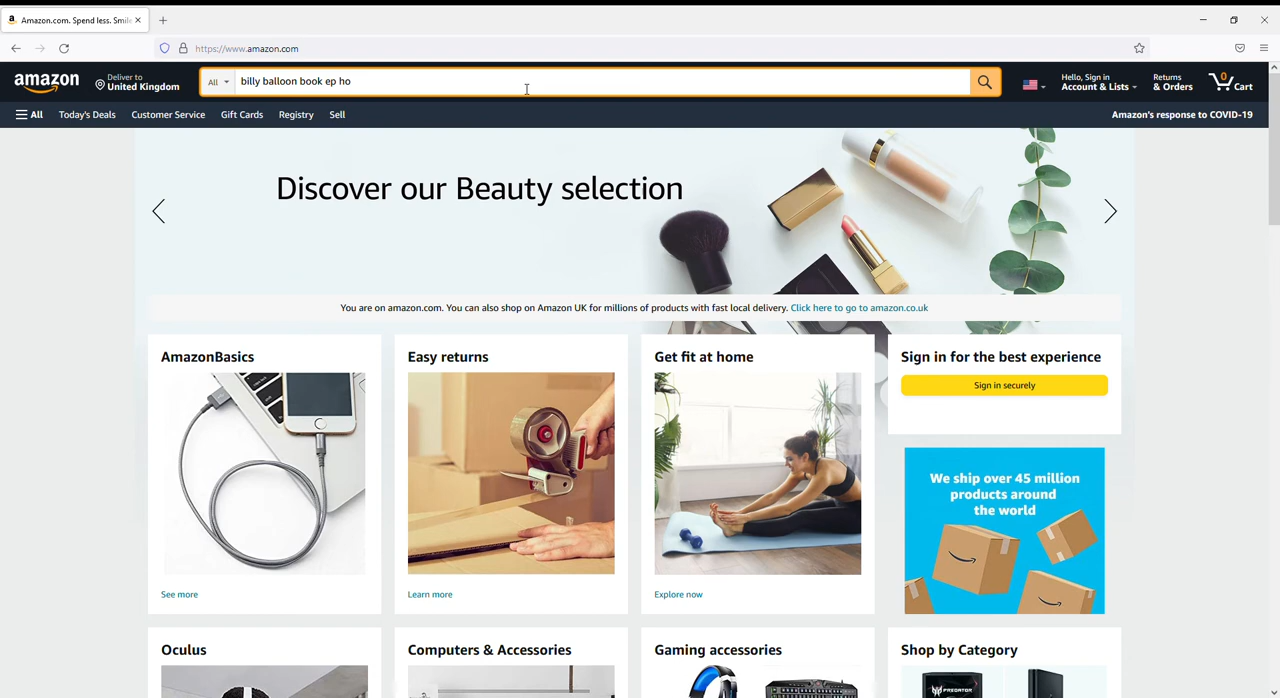 Amazon.com. Spend less. Smile
https://www.amazon.com
amazon
Deliver to
United Kingdom
All
billy balloon book ep ho
Hello, Sign in
Account & Lists
Returns
& Orders
0
Cart
All
Today's Deals
Customer Service
Gift Cards
Registry
Sell
Amazon's response to COVID-19
Discover our Beauty selection
You are on amazon.com. You can also shop on Amazon UK for millions of products with fast local delivery. Click here to go to amazon.co.uk
AmazonBasics
See more
Easy returns
Learn more
Get fit at home
Explore now
Sign in for the best experience
Sign in securely
We ship over 45 million
products around
the world
Oculus
Computers & Accessories
Gaming accessories
Shop by Category
PREDATOR